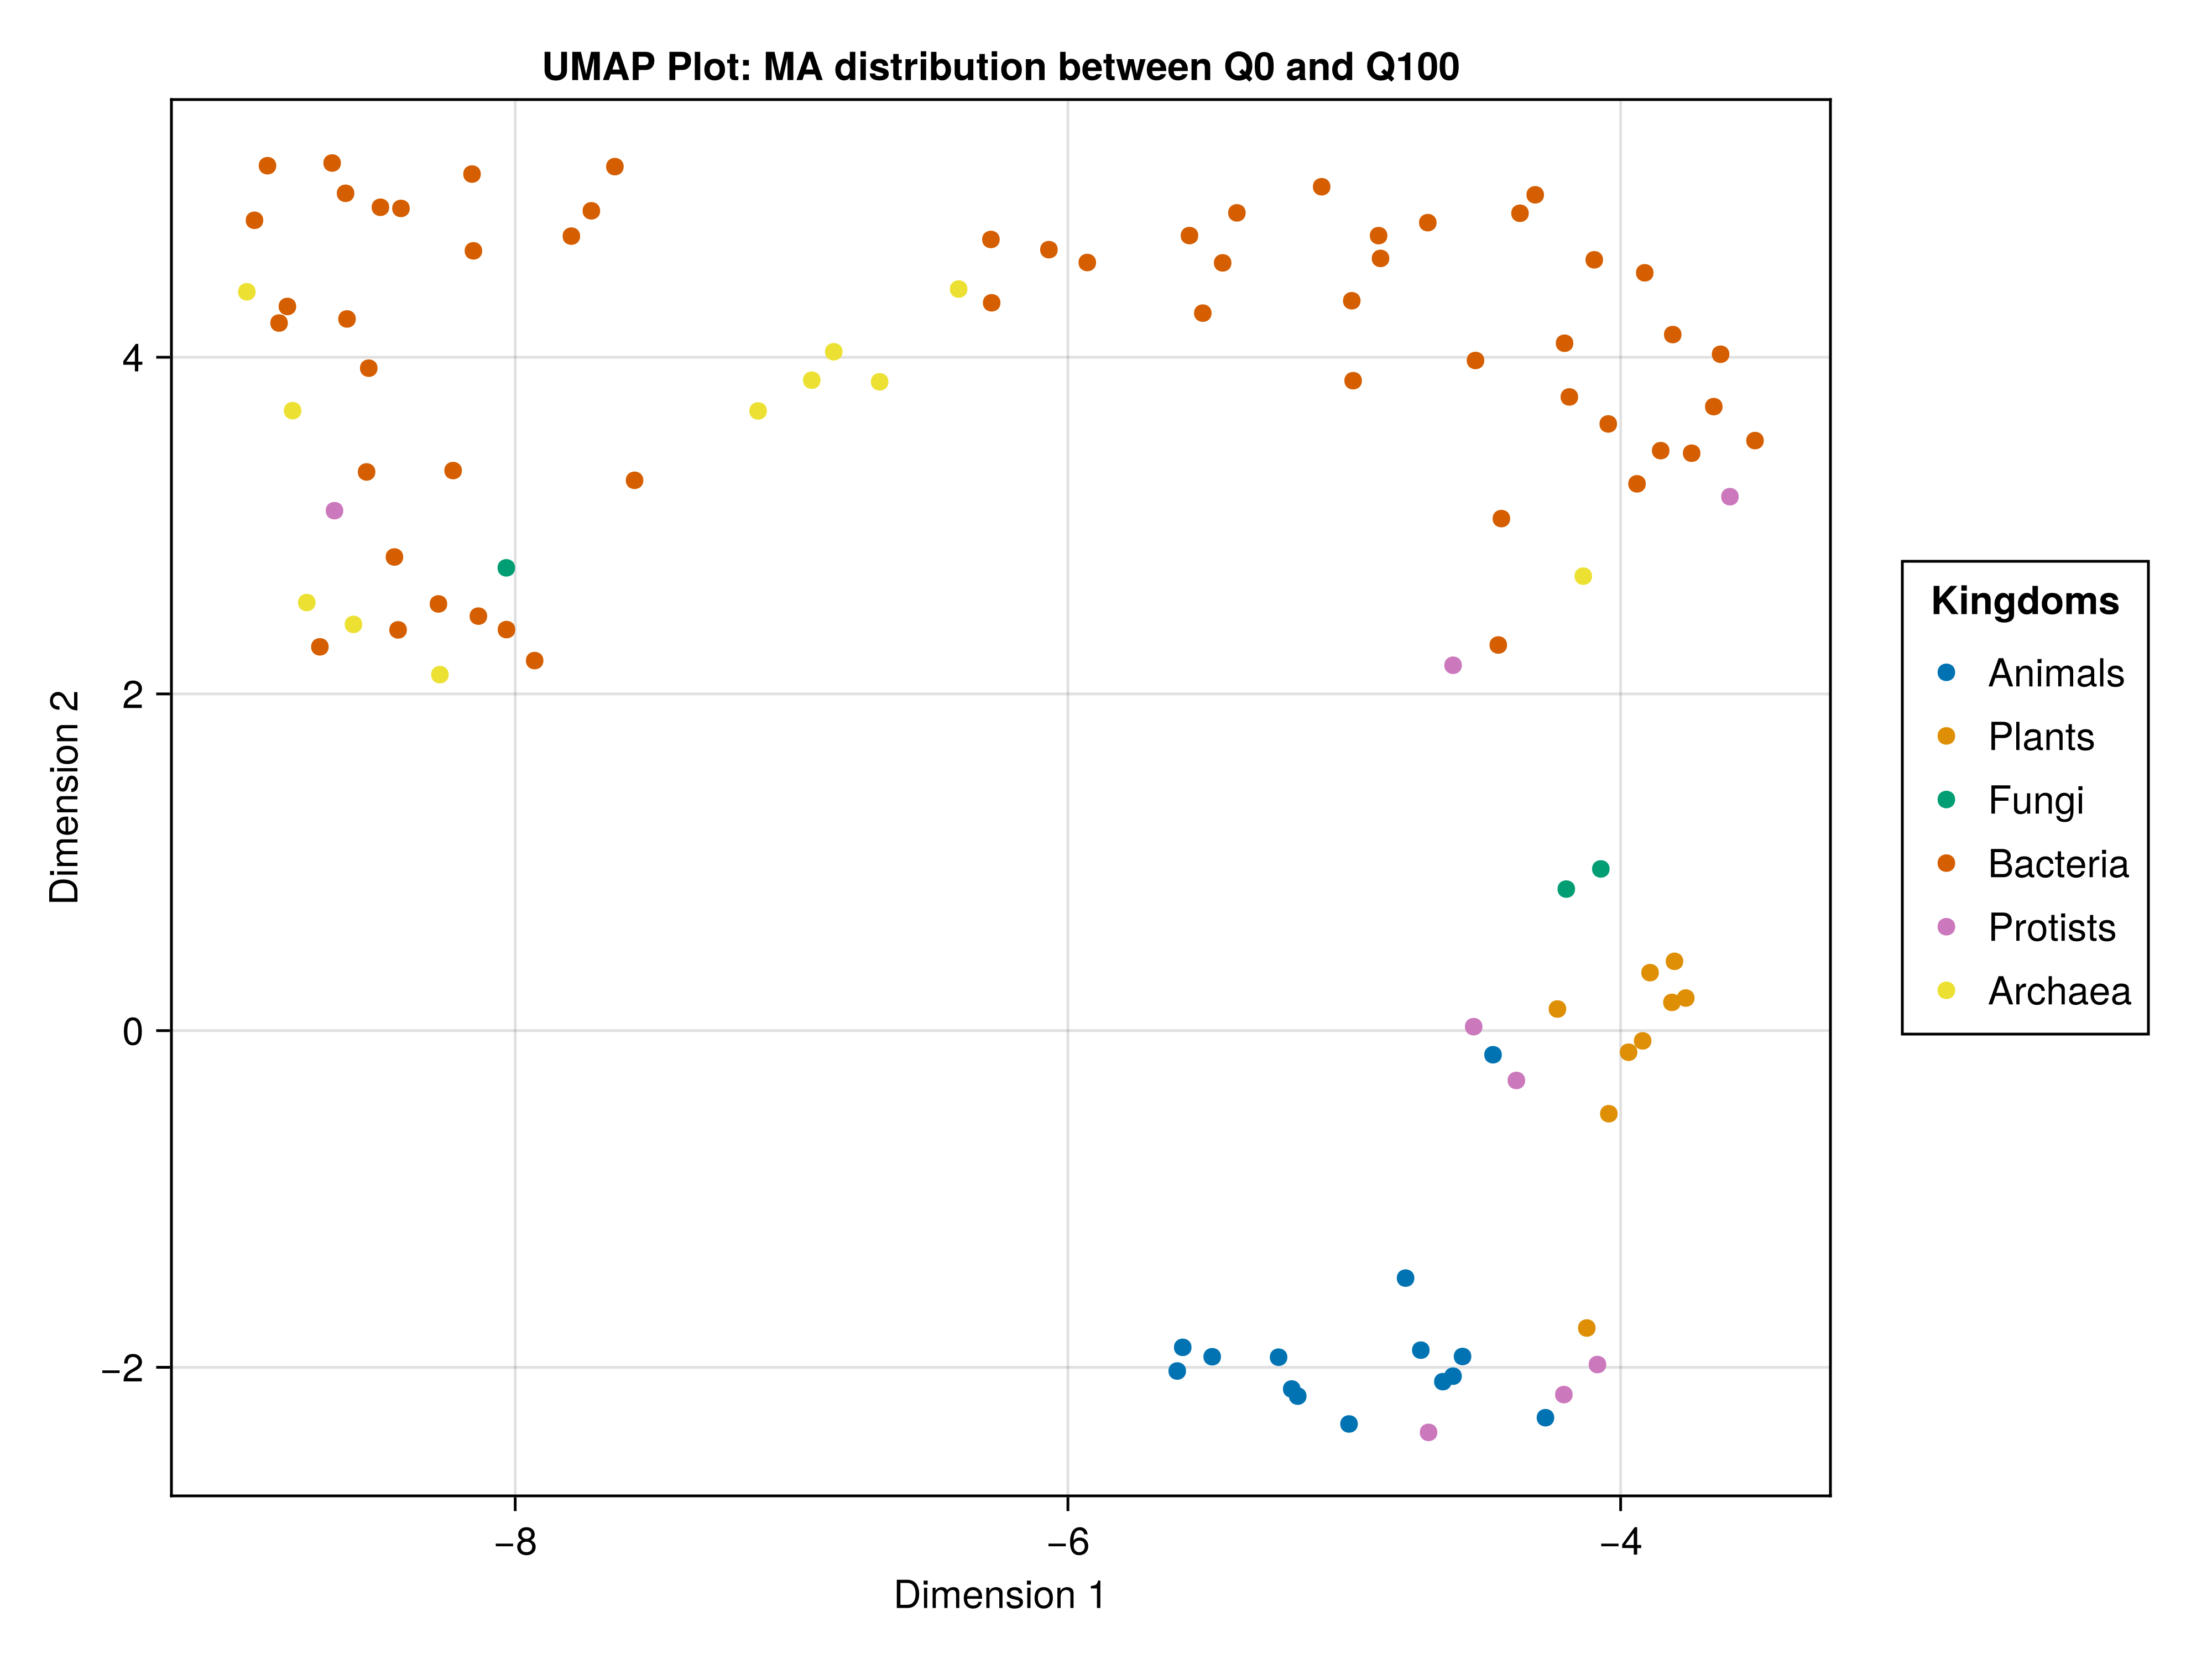 UMAP Plot: MA distribution between Q0 and Q100
4
2
0
−2
Dimension 2
−8
−6
−4
Dimension 1
Kingdoms
Animals
Plants
Fungi
Bacteria
Protists
Archaea